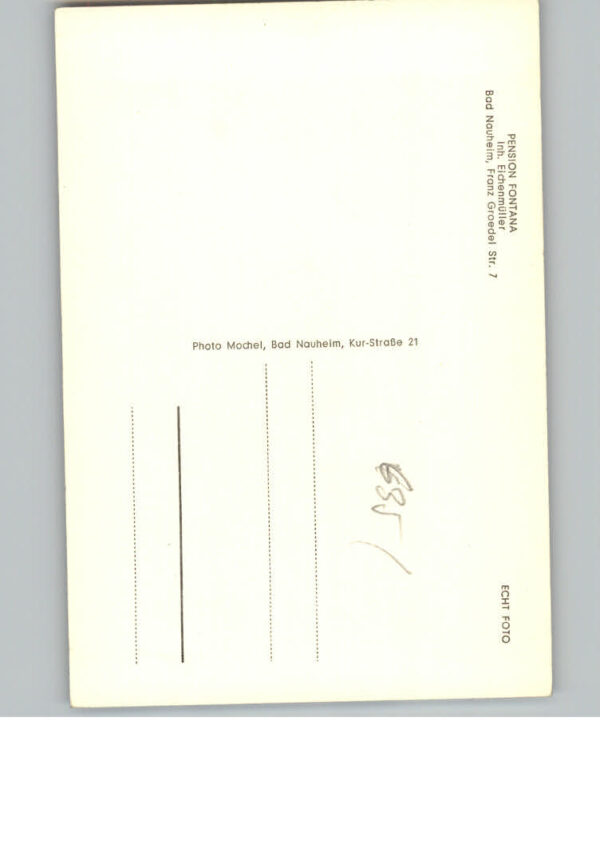 PENSION FONTANA
Inh. Eichenmüller
Bad Nauheim, Franz Groedel Str. 7
Photo Mochel, Bad Nauheim, Kur-Straße 21
ECHT FOTO